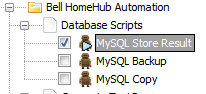 Bell HomeHub Automation
Database Scripts
MySQL Store Result
MySQL Backup
MySQL Copy